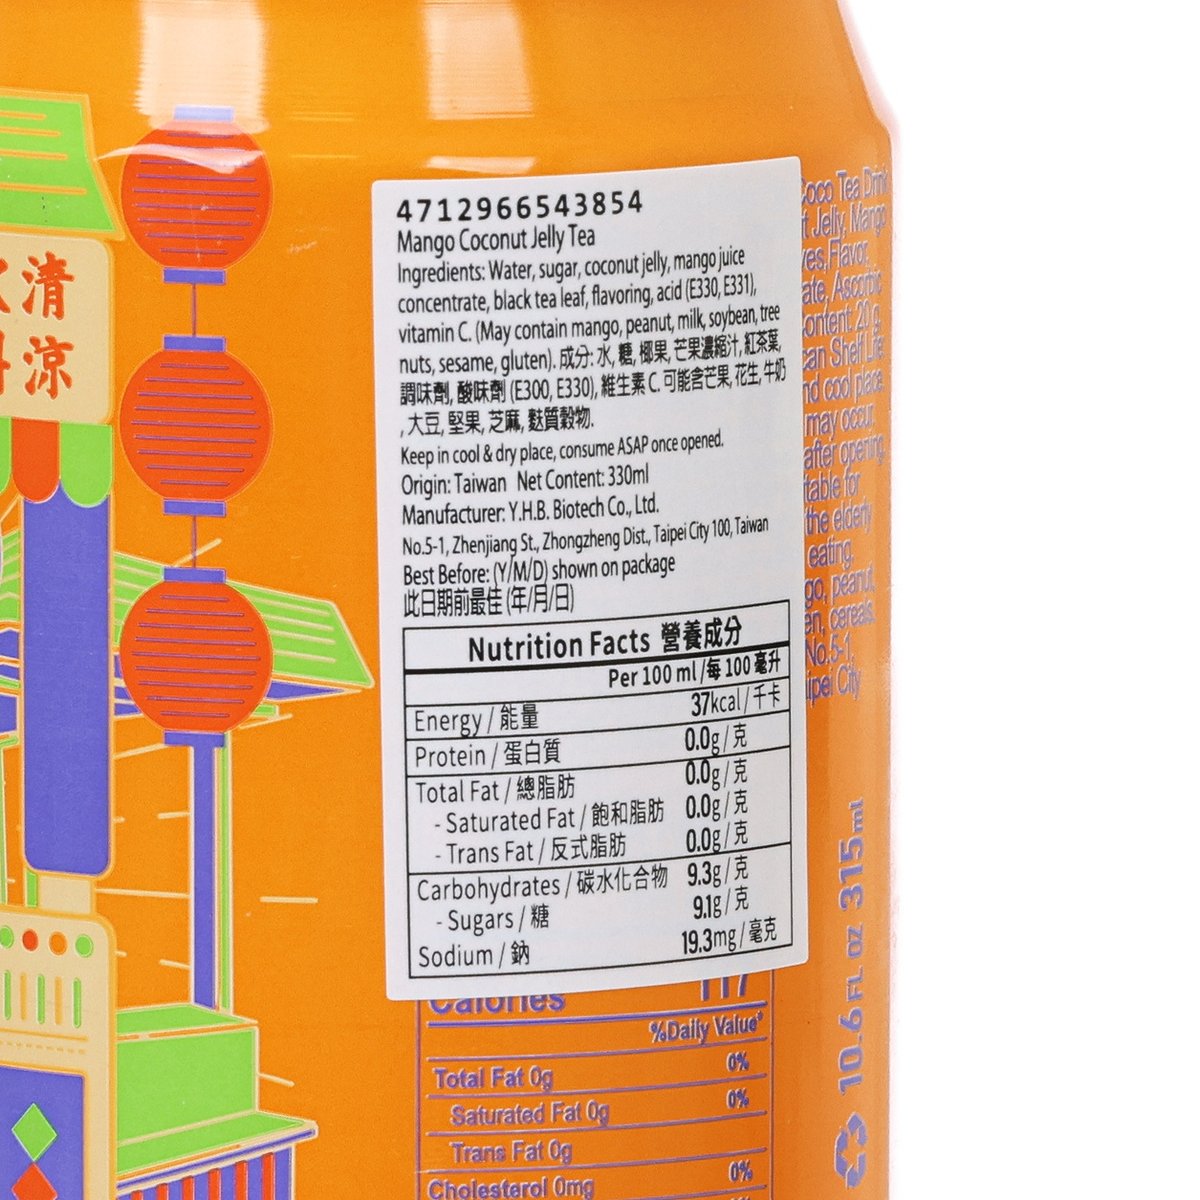 清
涼
4712966543854
Mango Coconut Jelly Tea
Ingredients: Water, sugar, coconut jelly, mango juice
concentrate, black tea leaf, flavoring, acid (E330, E331),
vitamin C. (May contain mango, peanut, milk, soybean, tree
nuts, sesame, gluten). 成分: 水, 糖, 椰果, 芒果濃縮汁, 紅茶葉,
調味劑, 酸味劑 (E300, E330), 維生素 C. 可能含芒果, 花生, 牛奶
, 大豆, 堅果, 芝麻, 麩質穀物.
Keep in cool & dry place, consume ASAP once opened.
Origin: Taiwan Net Content: 330ml
Manufacturer: Y.H.B. Biotech Co., Ltd.
No.5-1, Zhenjiang St., Zhongzheng Dist., Taipei City 100, Taiwan
Best Before: (Y/M/D) shown on package
此日期前最佳 (年/月/日)
Nutrition Facts 營養成分
Per 100 ml/每 100 毫升
Energy / 能量 37kcal/千卡
Protein / 蛋白質 0.0g/克
Total Fat / 總脂肪 0.0g/克
- Saturated Fat / 飽和脂肪 0.0g/克
- Trans Fat / 反式脂肪 0.0g/克
Carbohydrates / 碳水化合物 9.3g/克
- Sugars / 糖 9.1g/克
Sodium / 鈉 19.3mg/毫克
Calories 117
%Daily Value*
Total Fat 0g 0%
Saturated Fat 0g 0%
Trans Fat 0g
Cholesterol 0mg 0%
Coco Tea Drink
Jelly, Mango
Flavor,
Ascorbic
Content: 20 g.
can Shelf Life
and cool place.
may occur.
after opening.
for
the elderly
eating.
peanut,
cereals.
No.5-1,
City
10.6 FL OZ 315 ml